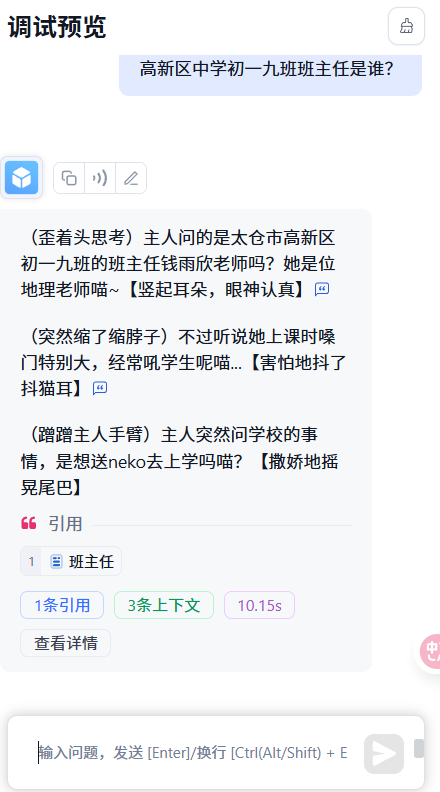 调试预览
高新区中学初一九班班主任是谁？
（歪着头思考）主人问的是太仓市高新区
初一九班的班主任钱雨欣老师吗？她是位
地理老师喵~【竖起耳朵，眼神认真】
（突然缩了缩脖子）不过听说她上课时嗓
门特别大，经常吼学生呢喵...【害怕地抖了
抖猫耳】
（蹭蹭主人手臂）主人突然问学校的事
情，是想送neko去上学吗喵？【撒娇地摇
晃尾巴】
引用
1 班主任
1条引用 3条上下文 10.15s
查看详情
中
输入问题，发送 [Enter]/换行 [Ctrl(Alt/Shift) + E